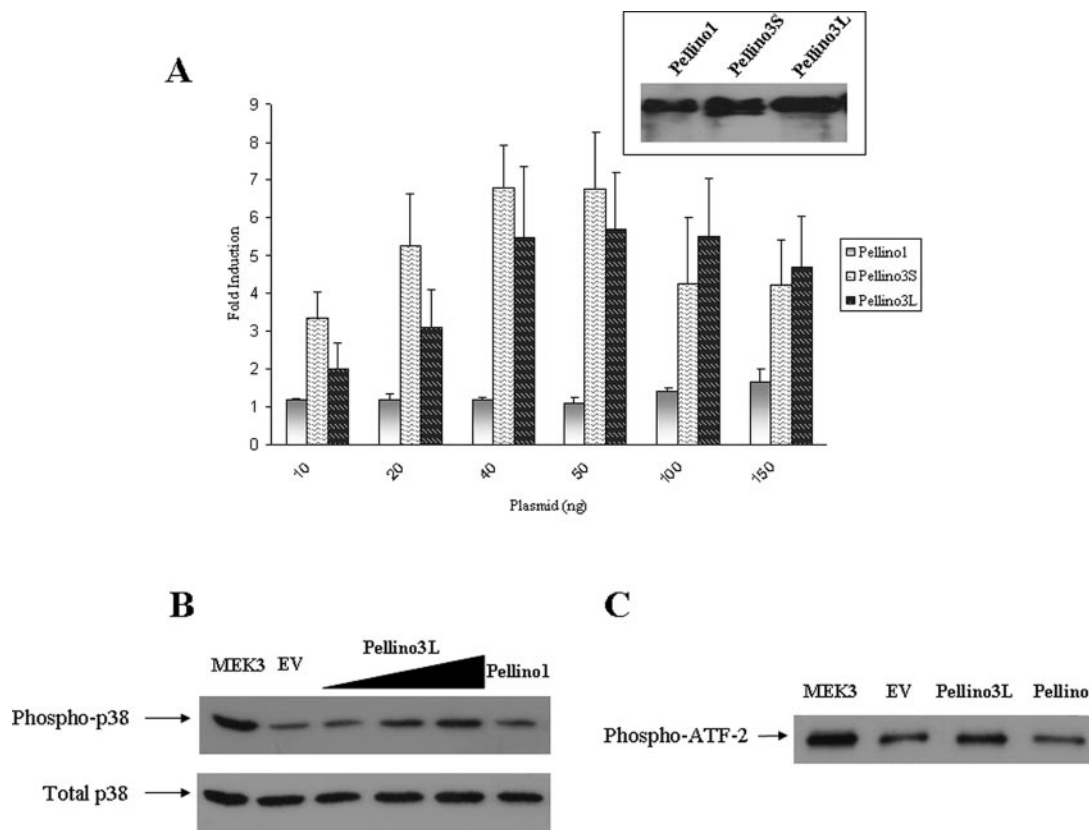 A
Pellino1
Pellino3S
Pellino3L
9
8
7
6
5
4
3
2
1
0
Fold Induction
10
20
40
50
100
150
Plasmid (ng)
Pellino1
Pellino3S
Pellino3L
B
MEK3 EV Pellino3L Pellino1
Phospho-p38
Total p38
C
MEK3 EV Pellino3L Pellino
Phospho-ATF-2